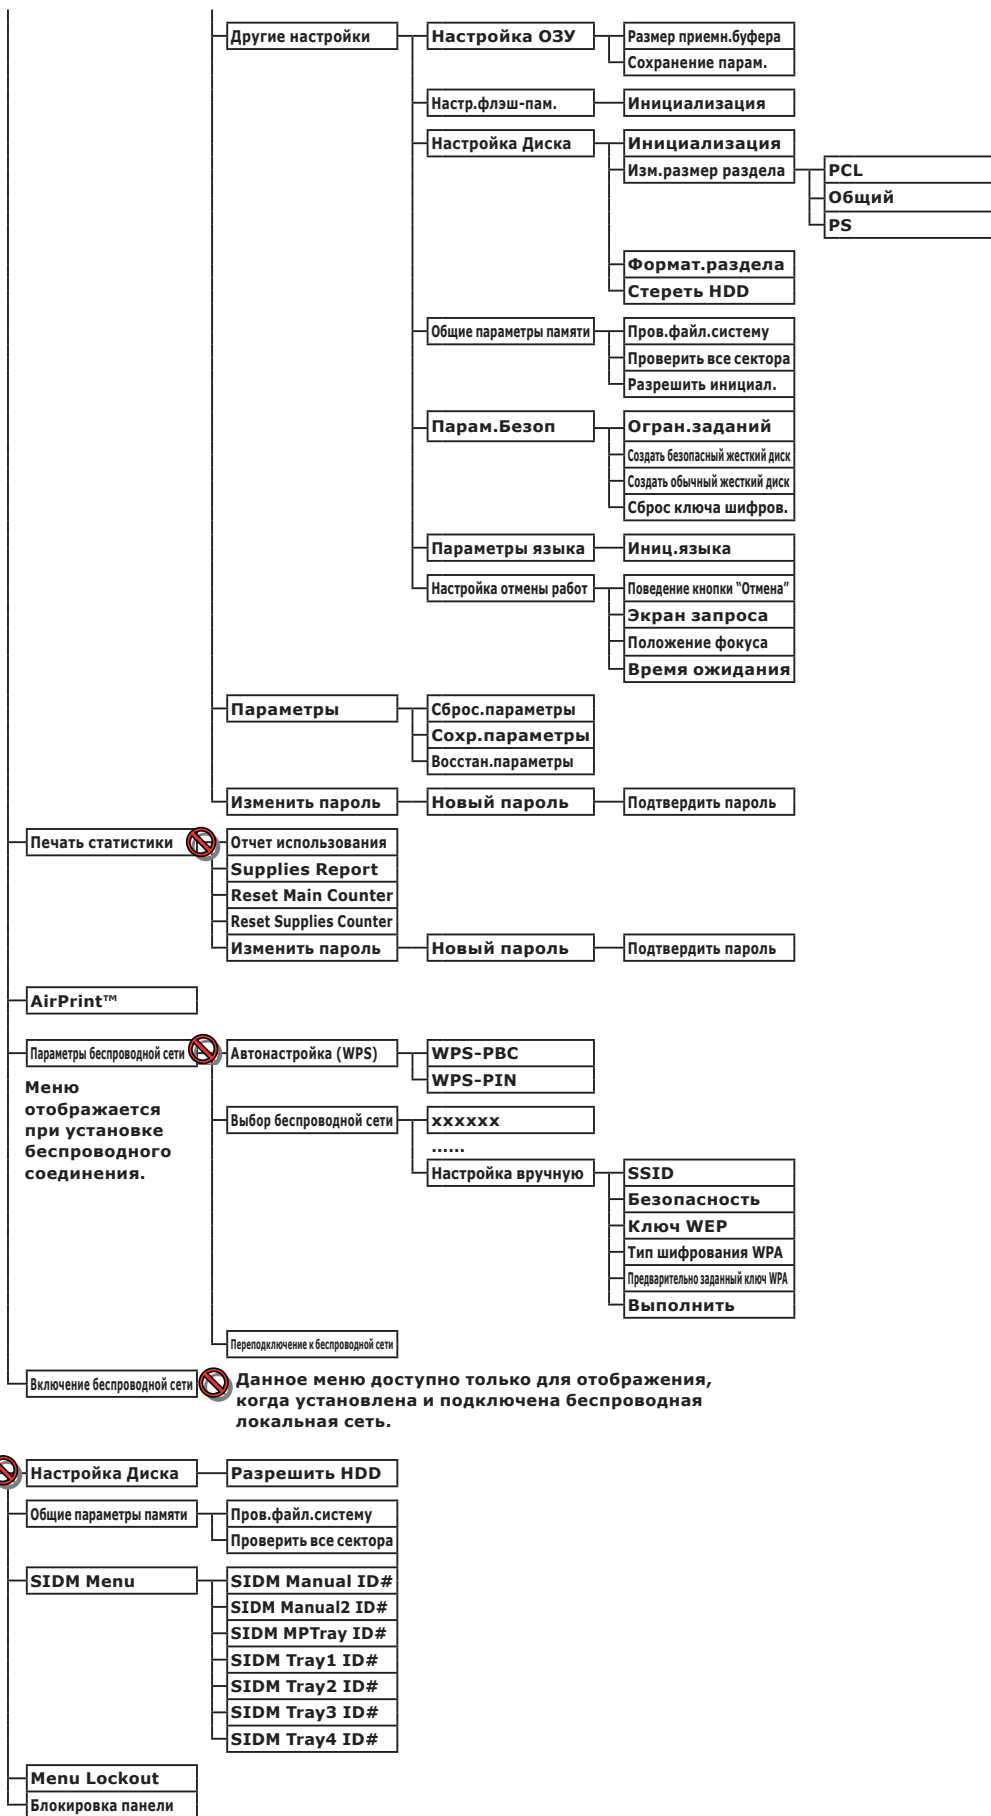 Другие настройки
Настройка ОЗУ
Размер приемн.буфера
Сохранение парам.
Настр.флэш-пам.
Инициализация
Настройка Диска
Инициализация
Изм.размер раздела
PCL
Общий
PS
Формат.раздела
Стереть HDD
Общие параметры памяти
Пров.файл.систему
Проверить все сектора
Разрешить инициал.
Парам.Безоп
Огран.заданий
Создать безопасный жесткий диск
Создать обычный жесткий диск
Сброс ключа шифров.
Параметры языка
Иниц.языка
Настройка отмены работ
Поведение кнопки “Отмена”
Экран запроса
Положение фокуса
Время ожидания
Параметры
Сброс.параметры
Сохр.параметры
Восстан.параметры
Изменить пароль
Новый пароль
Подтвердить пароль
Печать статистики
Отчет использования
Supplies Report
Reset Main Counter
Reset Supplies Counter
Изменить пароль
Новый пароль
Подтвердить пароль
AirPrint™
Параметры беспроводной сети
Автонастройка (WPS)
WPS-PBC
WPS-PIN
Меню
отображается
при установке
беспроводного
соединения.
Выбор беспроводной сети
xxxxxx
......
Настройка вручную
SSID
Безопасность
Ключ WEP
Тип шифрования WPA
Предварительно заданный ключ WPA
Выполнить
Переподключение к беспроводной сети
Включение беспроводной сети
Данное меню доступно только для отображения,
когда установлена и подключена беспроводная
локальная сеть.
Настройка Диска
Разрешить HDD
Общие параметры памяти
Пров.файл.систему
Проверить все сектора
SIDM Menu
SIDM Manual ID#
SIDM Manual2 ID#
SIDM MPTray ID#
SIDM Tray1 ID#
SIDM Tray2 ID#
SIDM Tray3 ID#
SIDM Tray4 ID#
Menu Lockout
Блокировка панели